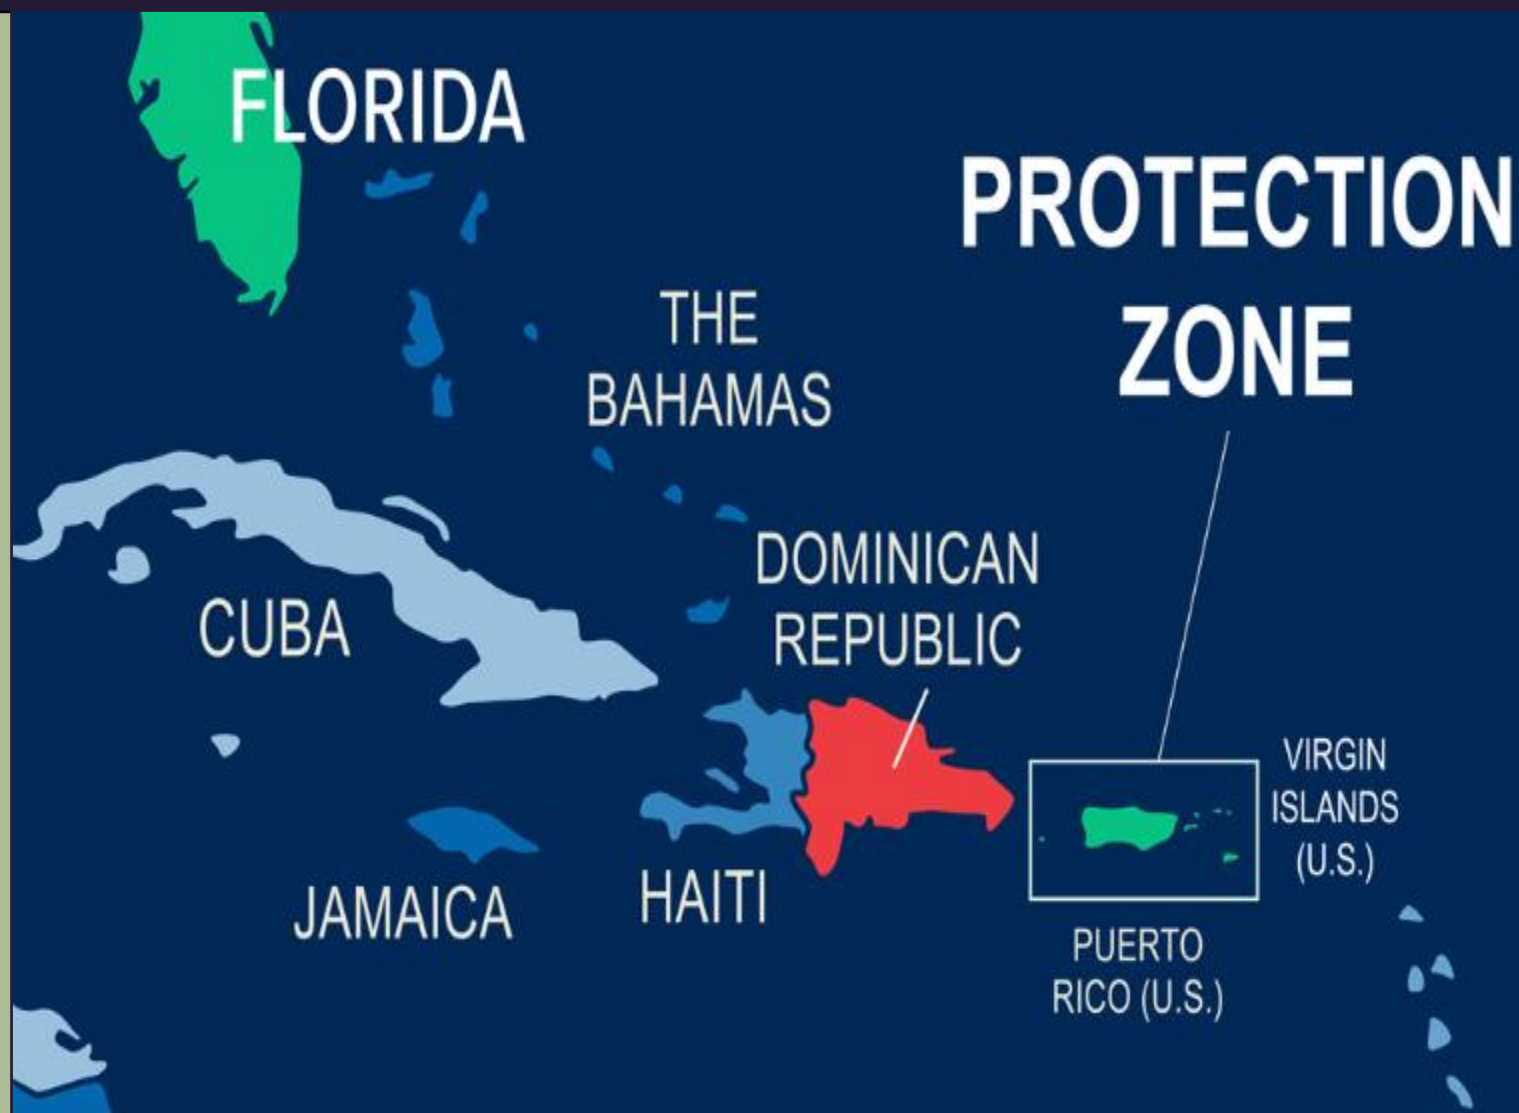 FLORIDA
PROTECTION
ZONE
THE
BAHAMAS
DOMINICAN
REPUBLIC
CUBA
VIRGIN
ISLANDS
(U.S.)
JAMAICA
HAITI
PUERTO
RICO (U.S.)